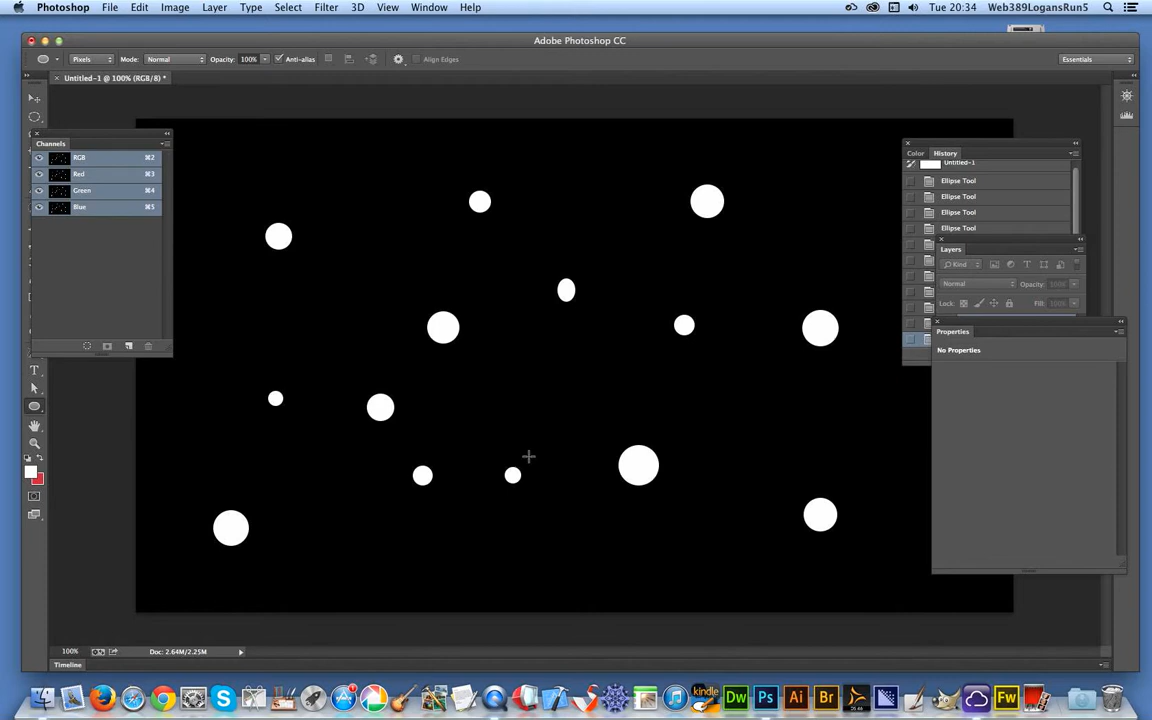 Photoshop File Edit Image Layer Type Select Filter 3D View Window Help Tue 20:34 Web389LogansRun5
Adobe Photoshop CC
Pixels Mode: Normal Opacity: 100% Anti-alias Align Edges Essentials
Untitled-1 @ 100% (RGB/8) *
Channels
RGB ⌘2
Red ⌘3
Green ⌘4
Blue ⌘5
Color History
Untitled-1
Ellipse Tool
Ellipse Tool
Ellipse Tool
Ellipse Tool
Layers
Kind
Normal Opacity: 100%
Lock: Fill: 100%
Properties
No Properties
100% Doc: 2.64M/2.25M
Timeline
kindle Dw Ps Ai Br Fw